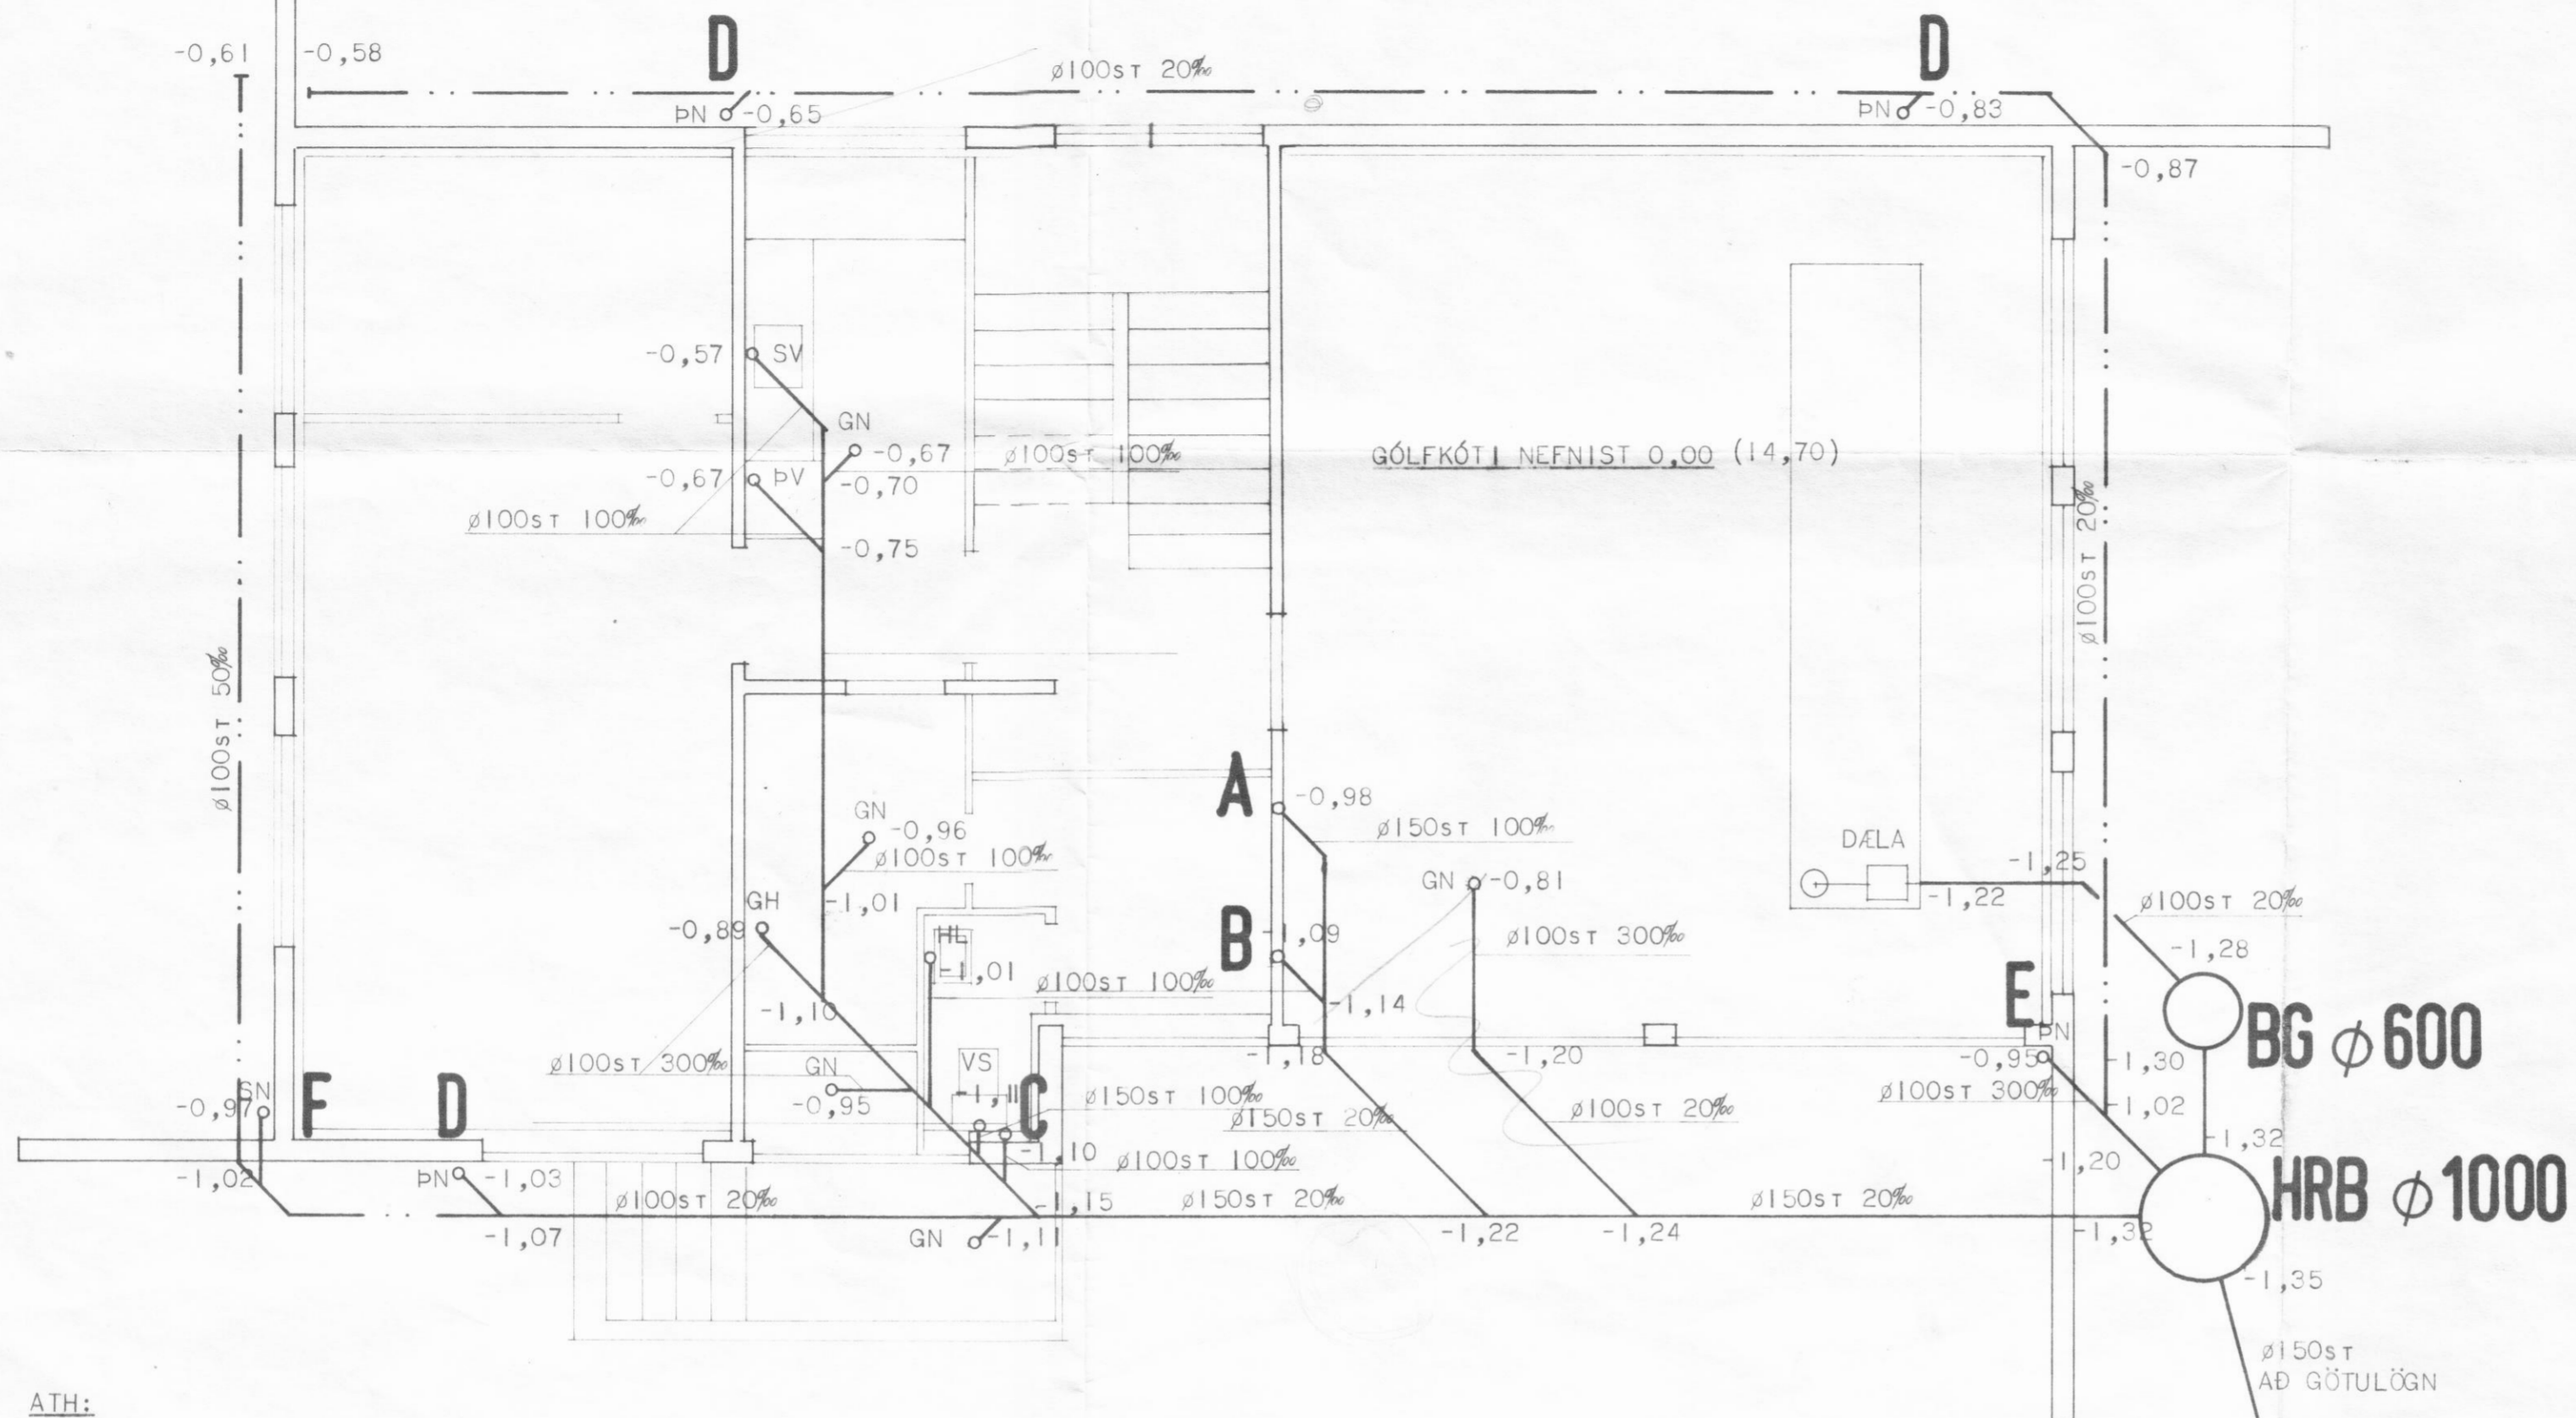 -0,61
-0,58
D
D
ø100ST 20‰
ÞN
-0,65
ÞN
-0,83
-0,87
-0,57
SV
GN
-0,67
ø100ST 100‰
GÓLFKÓTI NEFNIST 0,00 (14,70)
-0,67
ÞV
-0,70
ø100ST 100‰
-0,75
ø100ST 20‰
ø100ST 50‰
A
-0,98
GN
-0,96
ø150ST 100‰
DÆLA
ø100ST 100‰
-1,25
GN
-0,81
-1,22
ø100ST 20‰
GH
-1,01
-0,89
HL
B
-1,09
ø100ST 300‰
-1,28
-1,01
ø100ST 100‰
E
-1,10
-1,14
BG ø 600
ÞN
ø100ST 300‰
GN
VS
-1,18
-1,20
-0,95
-1,30
SN
-0,97
F
D
-0,95
-1,11
C
ø150ST 100‰
ø150ST 20‰
ø100ST 20‰
ø100ST 300‰
-1,02
-1,32
-1,10
ø100ST 100‰
-1,20
-1,02
ÞN
-1,03
ø100ST 20‰
-1,15
ø150ST 20‰
ø150ST 20‰
HRB ø 1000
-1,07
GN
-1,11
-1,22
-1,24
-1,32
-1,35
ø150ST
AÐ GÖTULÖGN
ATH: